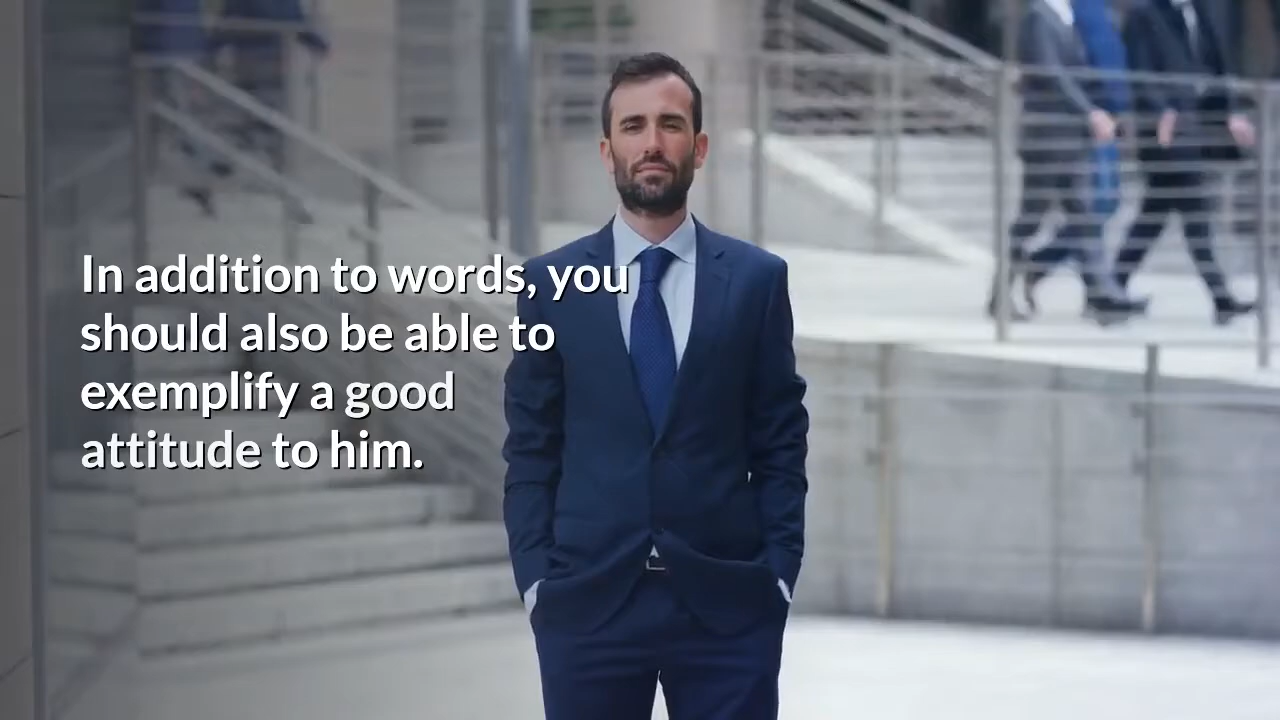 In addition to words, you
should also be able to
exemplify a good
attitude to him.